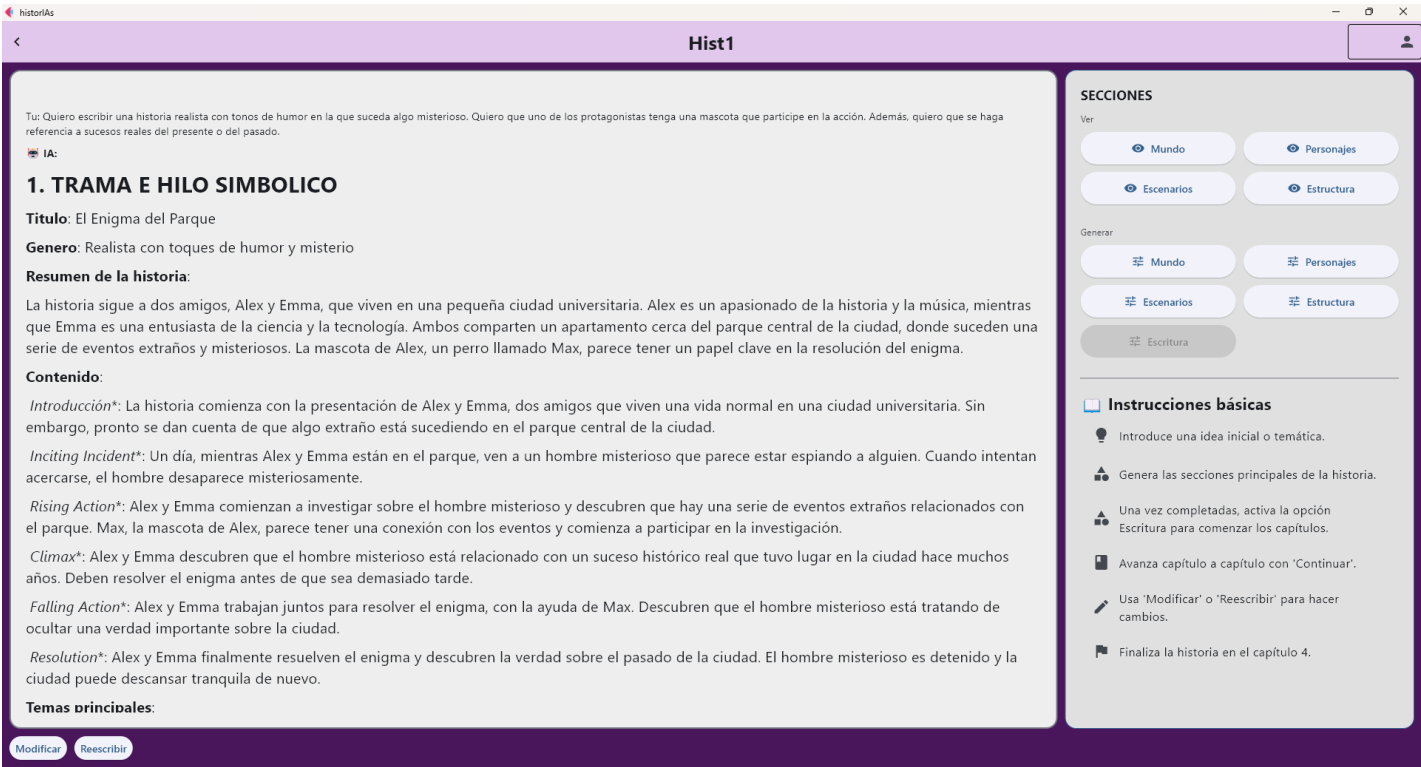 historIAs
Hist1
Tu: Quiero escribir una historia realista con tonos de humor en la que suceda algo misterioso. Quiero que uno de los protagonistas tenga una mascota que participe en la acción. Además, quiero que se haga
referencia a sucesos reales del presente o del pasado.
IA:
1. TRAMA E HILO SIMBOLICO
Titulo: El Enigma del Parque
Genero: Realista con toques de humor y misterio
Resumen de la historia:
La historia sigue a dos amigos, Alex y Emma, que viven en una pequeña ciudad universitaria. Alex es un apasionado de la historia y la música, mientras
que Emma es una entusiasta de la ciencia y la tecnología. Ambos comparten un apartamento cerca del parque central de la ciudad, donde suceden una
serie de eventos extraños y misteriosos. La mascota de Alex, un perro llamado Max, parece tener un papel clave en la resolución del enigma.
Contenido:
Introducción*: La historia comienza con la presentación de Alex y Emma, dos amigos que viven una vida normal en una ciudad universitaria. Sin
embargo, pronto se dan cuenta de que algo extraño está sucediendo en el parque central de la ciudad.
Inciting Incident*: Un día, mientras Alex y Emma están en el parque, ven a un hombre misterioso que parece estar espiando a alguien. Cuando intentan
acercarse, el hombre desaparece misteriosamente.
Rising Action*: Alex y Emma comienzan a investigar sobre el hombre misterioso y descubren que hay una serie de eventos extraños relacionados con
el parque. Max, la mascota de Alex, parece tener una conexión con los eventos y comienza a participar en la investigación.
Climax*: Alex y Emma descubren que el hombre misterioso está relacionado con un suceso histórico real que tuvo lugar en la ciudad hace muchos
años. Deben resolver el enigma antes de que sea demasiado tarde.
Falling Action*: Alex y Emma trabajan juntos para resolver el enigma, con la ayuda de Max. Descubren que el hombre misterioso está tratando de
ocultar una verdad importante sobre la ciudad.
Resolution*: Alex y Emma finalmente resuelven el enigma y descubren la verdad sobre el pasado de la ciudad. El hombre misterioso es detenido y la
ciudad puede descansar tranquila de nuevo.
Temas principales:
Modificar
Reescribir
SECCIONES
Ver
Mundo
Personajes
Escenarios
Estructura
Generar
Mundo
Personajes
Escenarios
Estructura
Escritura
Instrucciones básicas
Introduce una idea inicial o temática.
Genera las secciones principales de la historia.
Una vez completadas, activa la opción
Escritura para comenzar los capítulos.
Avanza capítulo a capítulo con 'Continuar'.
Usa 'Modificar' o 'Reescribir' para hacer
cambios.
Finaliza la historia en el capítulo 4.